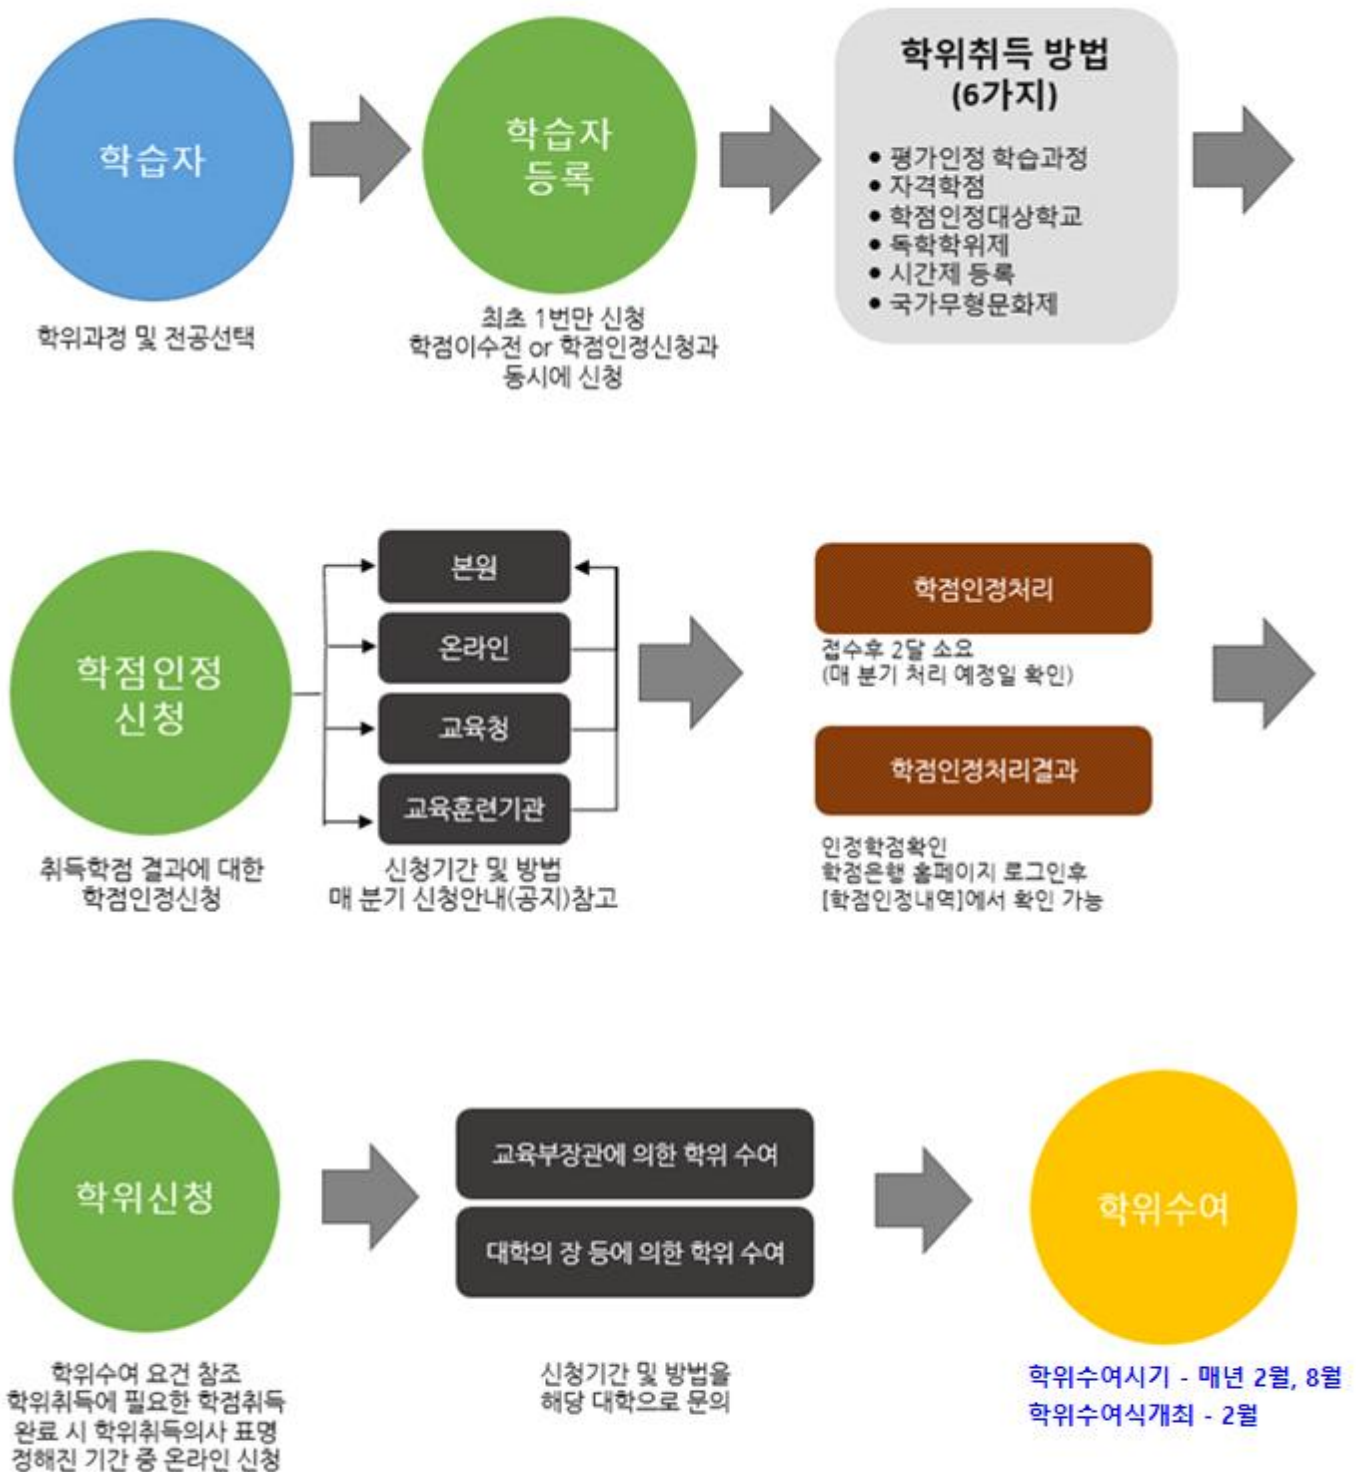 학습자
학위과정 및 전공선택
학습자
등록
최초 1번만 신청
학점이수전 or 학점인정신청과
동시에 신청
학위취득 방법
(6가지)
• 평가인정 학습과정
• 자격학점
• 학점인정대상학교
• 독학학위제
• 시간제 등록
• 국가무형문화제
학점인정
신청
취득학점 결과에 대한
학점인정신청
본원
온라인
교육청
교육훈련기관
신청기간 및 방법
매 분기 신청안내(공지)참고
학점인정처리
접수후 2달 소요
(매 분기 처리 예정일 확인)
학점인정처리결과
인정학점확인
학점은행 홈페이지 로그인후
[학점인정내역]에서 확인 가능
학위신청
학위수여 요건 참조
학위취득에 필요한 학점취득
완료 시 학위취득의사 표명
정해진 기간 중 온라인 신청
교육부장관에 의한 학위 수여
대학의 장 등에 의한 학위 수여
신청기간 및 방법을
해당 대학으로 문의
학위수여
학위수여시기 - 매년 2월, 8월
학위수여식개최 - 2월